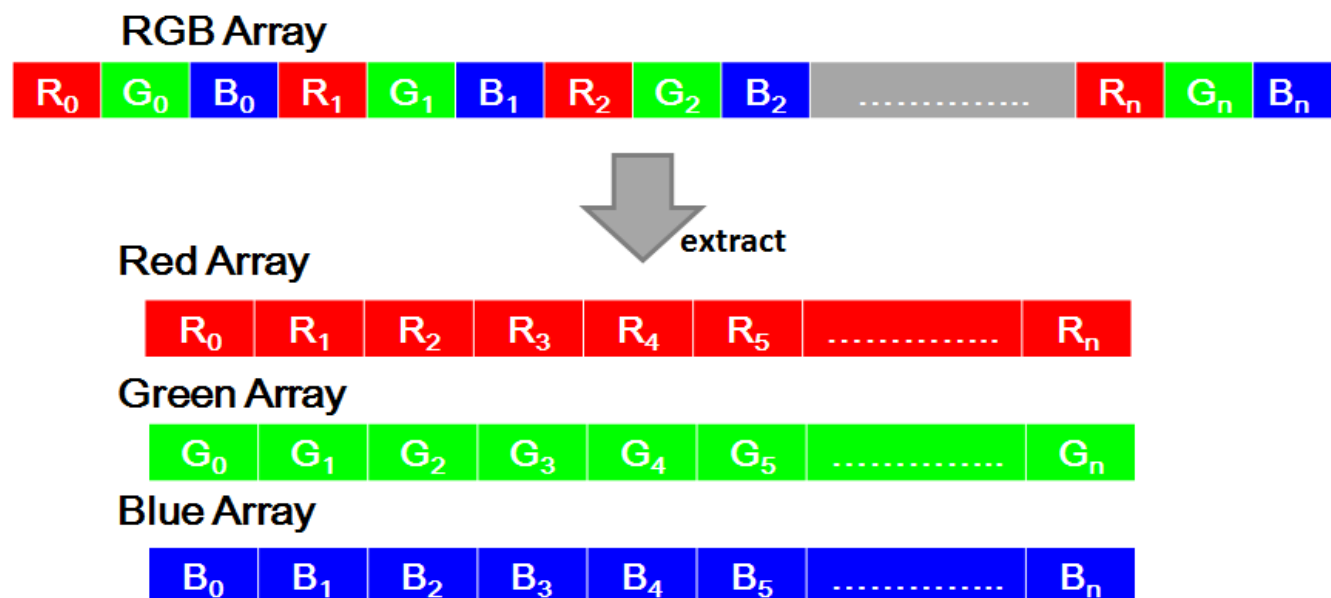 RGB Array
R₀ G₀ B₀ R₁ G₁ B₁ R₂ G₂ B₂ .............. Rₙ Gₙ Bₙ
extract
Red Array
R₀ R₁ R₂ R₃ R₄ R₅ .............. Rₙ
Green Array
G₀ G₁ G₂ G₃ G₄ G₅ .............. Gₙ
Blue Array
B₀ B₁ B₂ B₃ B₄ B₅ .............. Bₙ